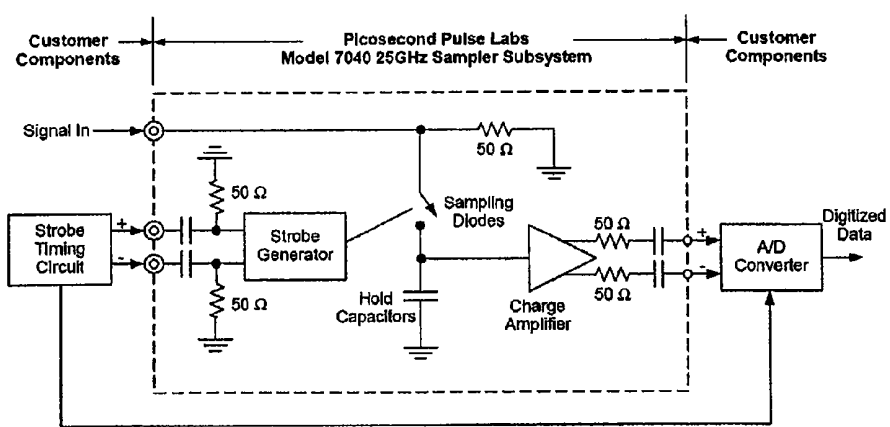 Customer
Components
Picosecond Pulse Labs
Model 7040 25GHz Sampler Subsystem
Customer
Components
Signal In
50 Ω
50 Ω
Sampling
Diodes
Strobe
Timing
Circuit
+
-
Strobe
Generator
50 Ω
Hold
Capacitors
Charge
Amplifier
50 Ω
50 Ω
+
-
A/D
Converter
Digitized
Data